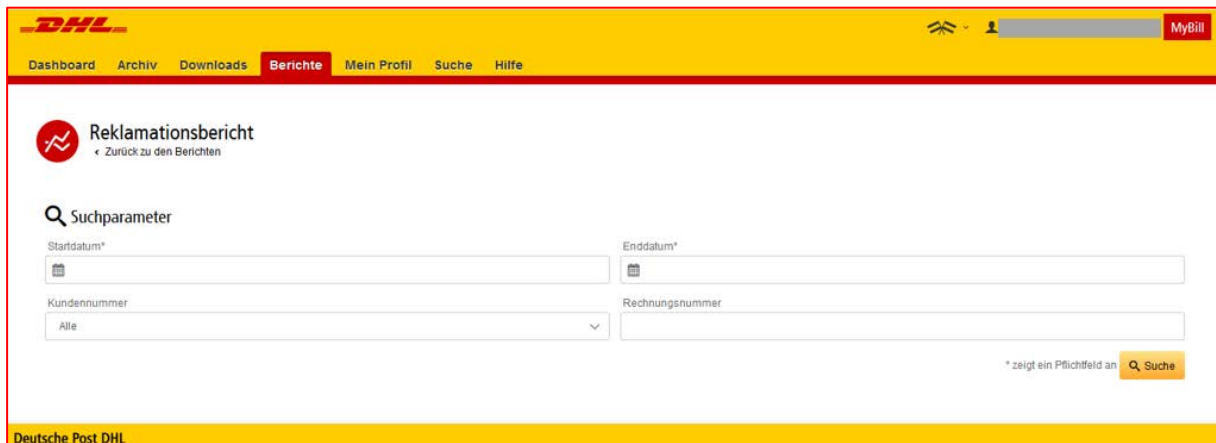 DHL
MyBill
Dashboard Archiv Downloads Berichte Mein Profil Suche Hilfe
Reklamationsbericht
‹ Zurück zu den Berichten
Suchparameter
Startdatum* Enddatum*
Kundennummer Rechnungsnummer
Alle
* zeigt ein Pflichtfeld an Suche
Deutsche Post DHL